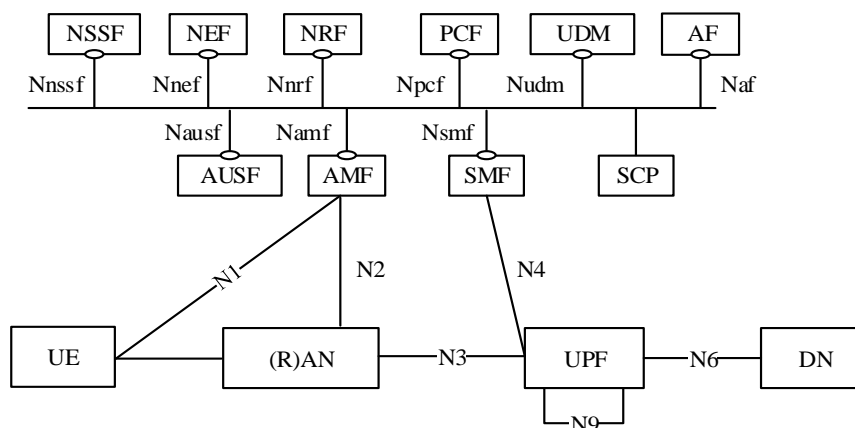 NSSF NEF NRF PCF UDM AF
Nnssf Nnef Nnrf Npcf Nudm Naf
Nausf Namf Nsmf
AUSF AMF SMF SCP
N1 N2 N4
UE (R)AN N3 UPF N6 DN
N9